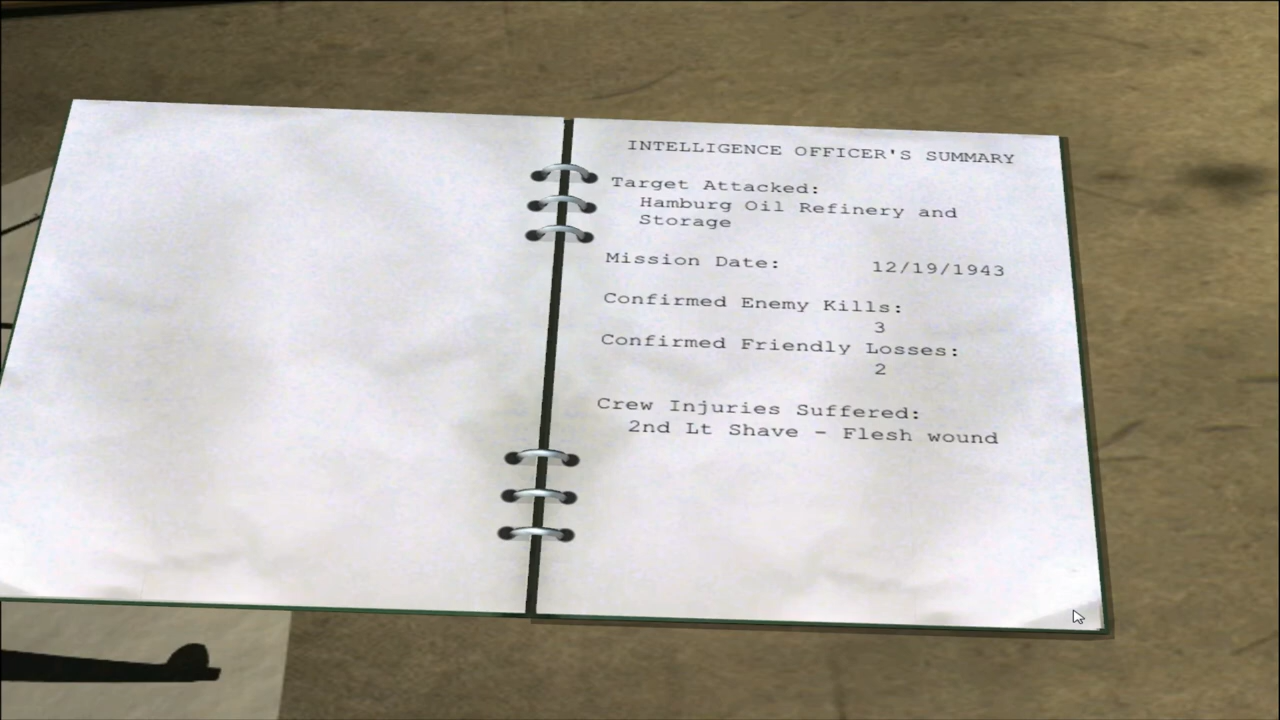 INTELLIGENCE OFFICER'S SUMMARY
Target Attacked:
Hamburg Oil Refinery and
Storage
Mission Date: 12/19/1943
Confirmed Enemy Kills:
3
Confirmed Friendly Losses:
2
Crew Injuries Suffered:
2nd Lt Shave - Flesh wound